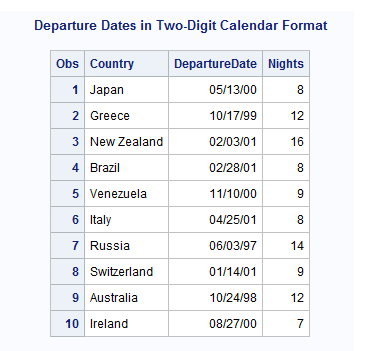 Departure Dates in Two-Digit Calendar Format
Obs Country DepartureDate Nights
1 Japan 05/13/00 8
2 Greece 10/17/99 12
3 New Zealand 02/03/01 16
4 Brazil 02/28/01 8
5 Venezuela 11/10/00 9
6 Italy 04/25/01 8
7 Russia 06/03/97 14
8 Switzerland 01/14/01 9
9 Australia 10/24/98 12
10 Ireland 08/27/00 7